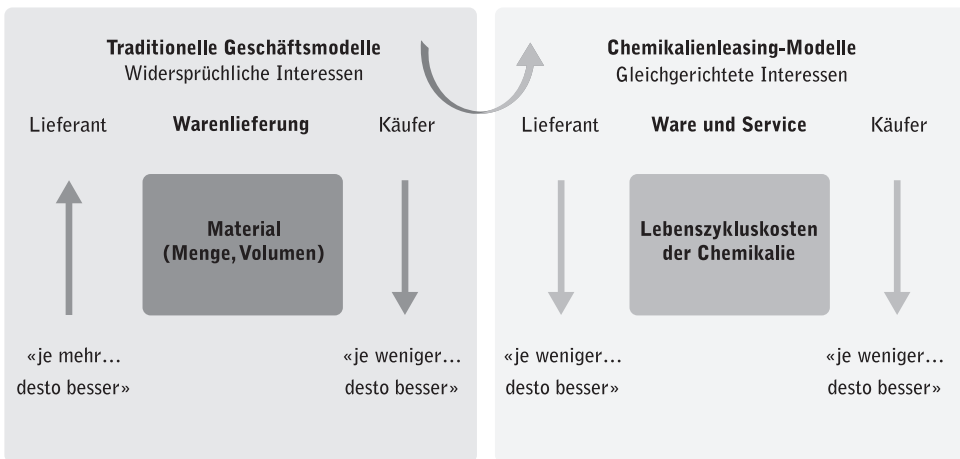 Traditionelle Geschäftsmodelle
Widersprüchliche Interessen
Lieferant
Warenlieferung
Käufer
Material
(Menge, Volumen)
«je mehr…
desto besser»
«je weniger…
desto besser»
Chemikalienleasing-Modelle
Gleichgerichtete Interessen
Lieferant
Ware und Service
Käufer
Lebenszykluskosten
der Chemikalie
«je weniger…
desto besser»
«je weniger…
desto besser»